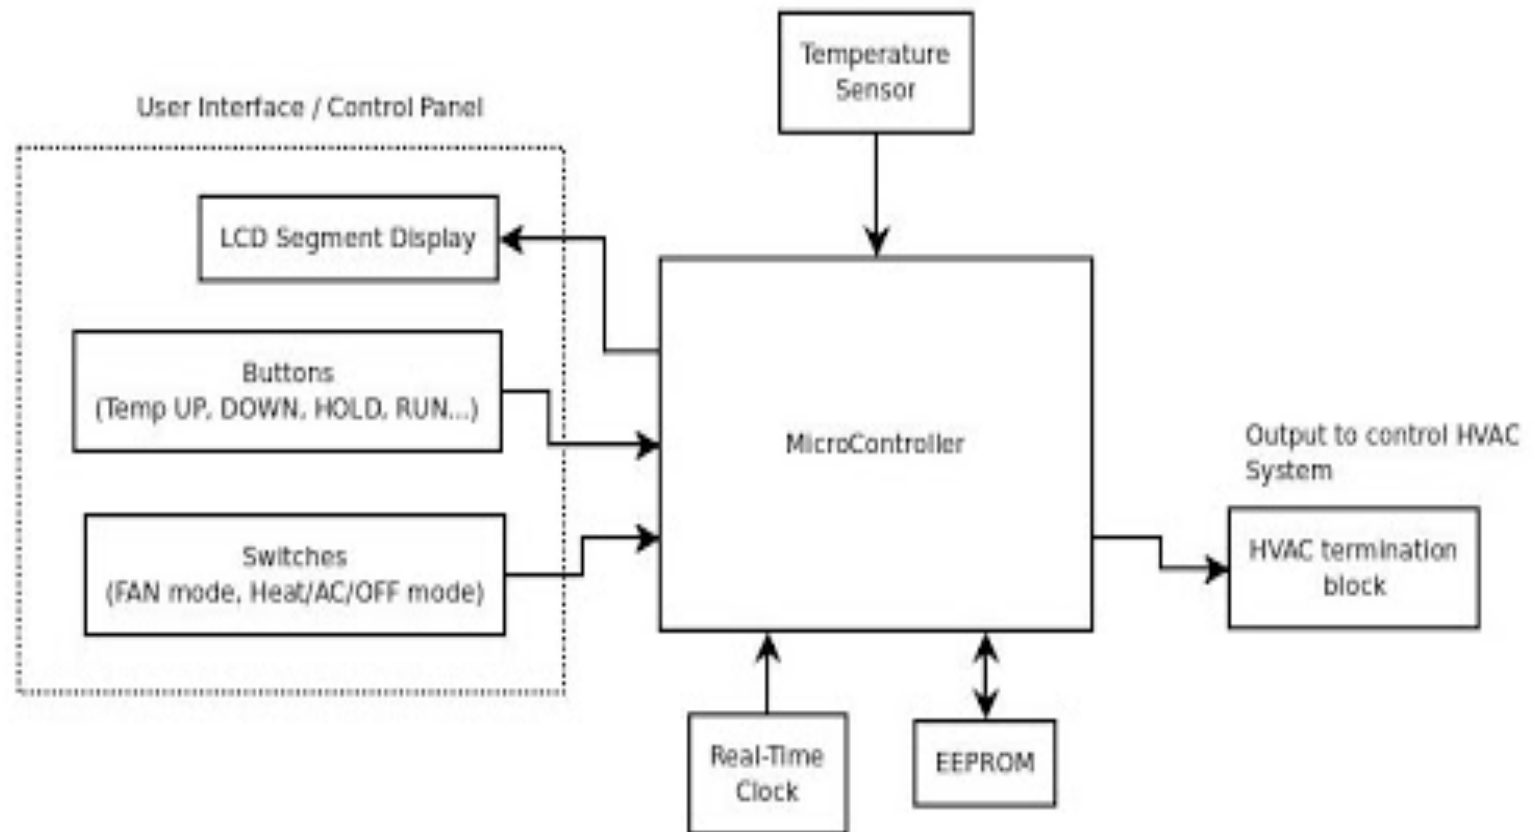 Temperature
Sensor
User Interface / Control Panel
LCD Segment Display
Buttons
(Temp UP, DOWN, HOLD, RUN...)
MicroController
Output to control HVAC
System
Switches
(FAN mode, Heat/AC/OFF mode)
HVAC termination
block
Real-Time
Clock
EEPROM